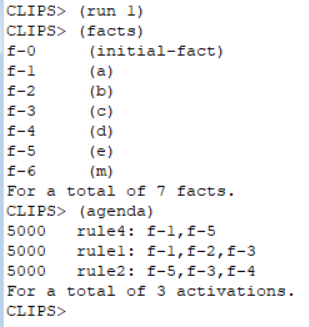 CLIPS> (run 1)
CLIPS> (facts)
f-0 (initial-fact)
f-1 (a)
f-2 (b)
f-3 (c)
f-4 (d)
f-5 (e)
f-6 (m)
For a total of 7 facts.
CLIPS> (agenda)
5000 rule4: f-1,f-5
5000 rule1: f-1,f-2,f-3
5000 rule2: f-5,f-3,f-4
For a total of 3 activations.
CLIPS>